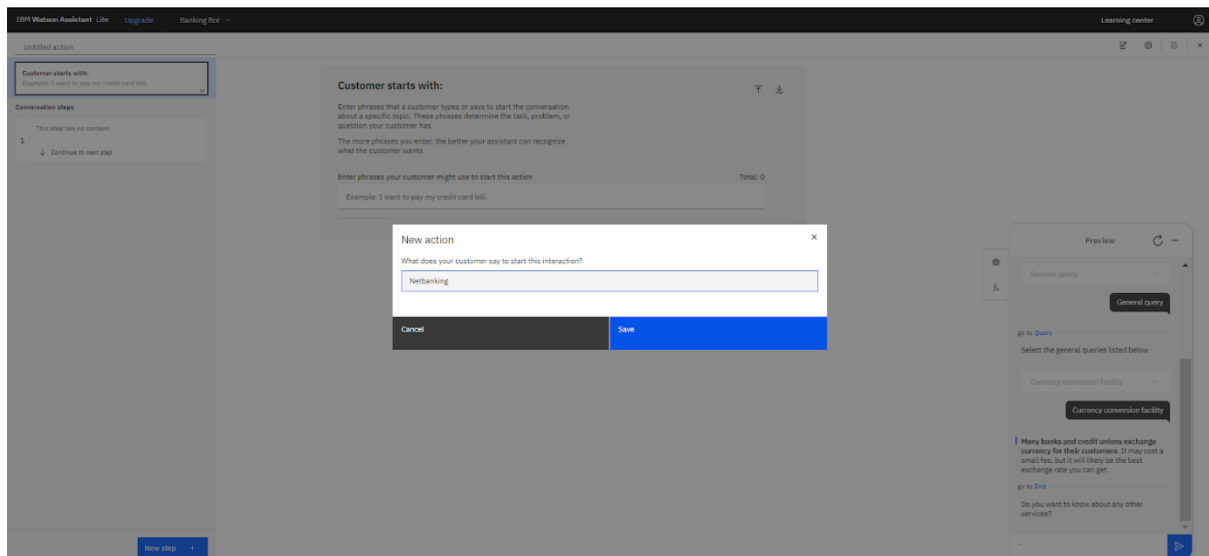 IBM Watson Assistant Lite Upgrade Banking Bot
Learning center
Untitled action
Customer starts with:
Example: I want to pay my credit card bill.
Conversation steps
1
This step has no content
Continue to next step
New step +
Customer starts with:
Enter phrases that a customer types or says to start the conversation
about a specific topic. These phrases determine the task, problem, or
question your customer has.
The more phrases you enter, the better your assistant can recognize
what the customer wants.
Enter phrases your customer might use to start this action
Total: 0
Example: I want to pay my credit card bill.
New action
What does your customer say to start this interaction?
Netbanking
Cancel
Save
Preview
General query
General query
go to Query
Select the general queries listed below
Currency conversion facility
Currency conversion facility
Many banks and credit unions exchange
currency for their customers. It may cost a
small fee, but it will likely be the best
exchange rate you can get.
go to End
Do you want to know about any other
services?